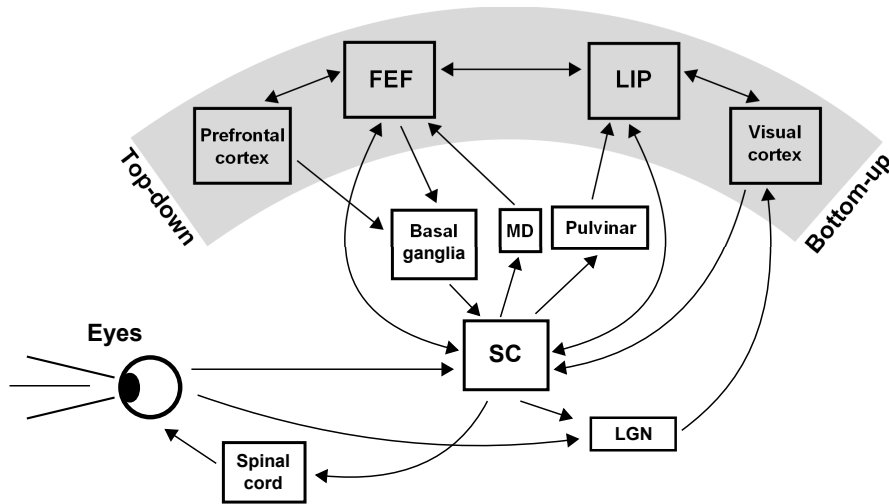 FEF
LIP
Prefrontal
cortex
Visual
cortex
Top-down
Bottom-up
Basal
ganglia
MD
Pulvinar
Eyes
SC
LGN
Spinal
cord